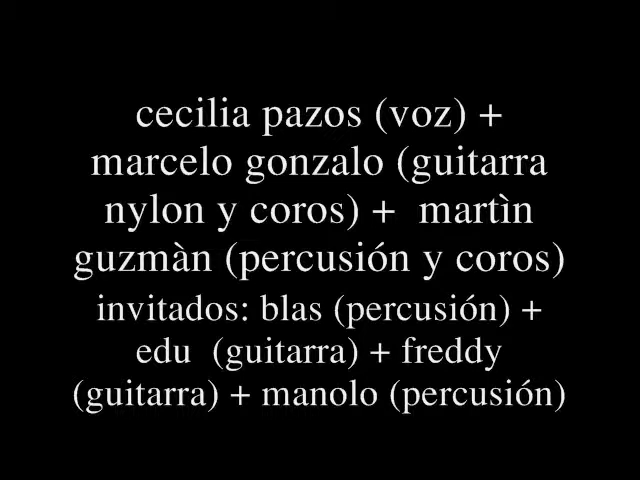 cecilia pazos (voz) +
marcelo gonzalo (guitarra
nylon y coros) +  martìn
guzmàn (percusión y coros)
invitados: blas (percusión) +
edu  (guitarra) + freddy
(guitarra) + manolo (percusión)